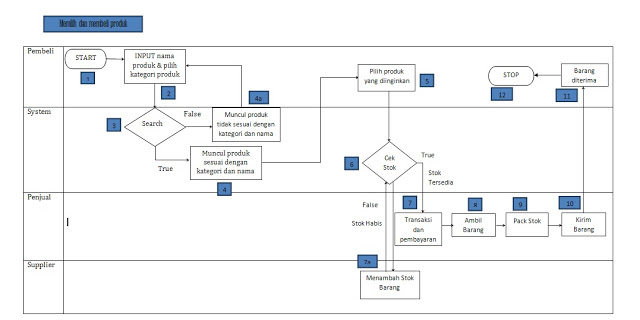 Memilih dan membeli produk
Pembeli
START
1
INPUT nama
produk & pilih
kategori produk
2
4b
Pilih produk
yang diinginkan
5
STOP
12
Barang
diterima
11
System
3
Search
False
True
Muncul produk
tidak sesuai dengan
kategori dan nama
Muncul produk
sesuai dengan
kategori dan nama
4
6
Cek
Stok
True
Stok
Tersedia
Penjual
False
Stok Habis
7
Transaksi
dan
pembayaran
8
Ambil
Barang
9
Pack Stok
10
Kirim
Barang
Supplier
7a
Menambah Stok
Barang